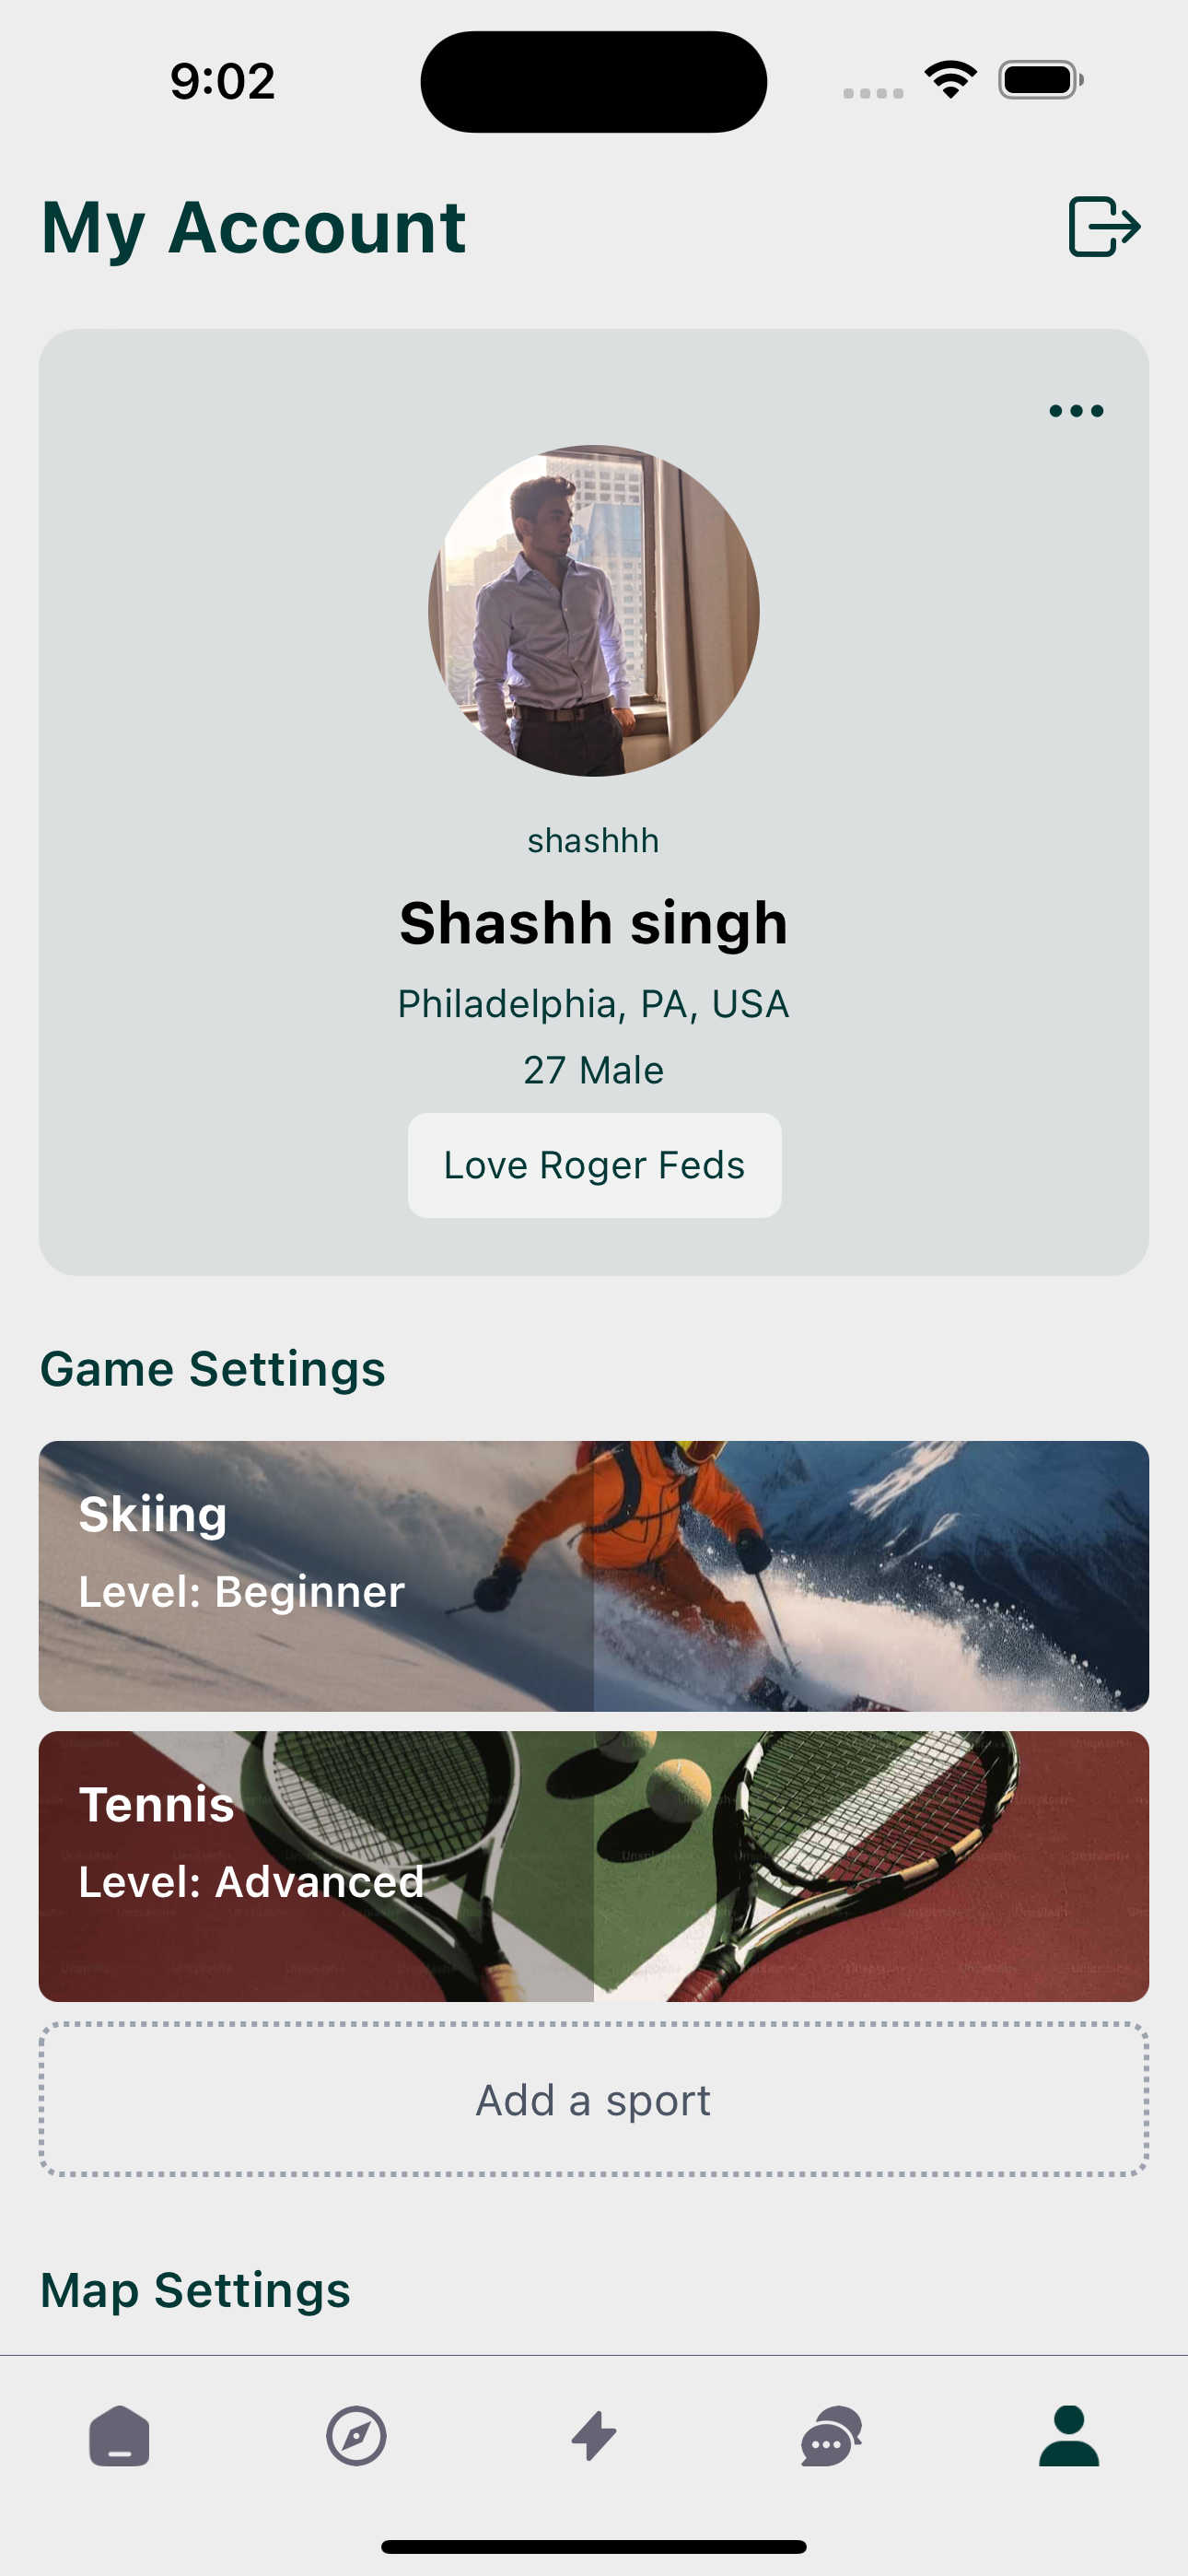 9:02
My Account
shashhh
Shashh singh
Philadelphia, PA, USA
27 Male
Love Roger Feds
Game Settings
Skiing
Level: Beginner
Tennis
Level: Advanced
Add a sport
Map Settings